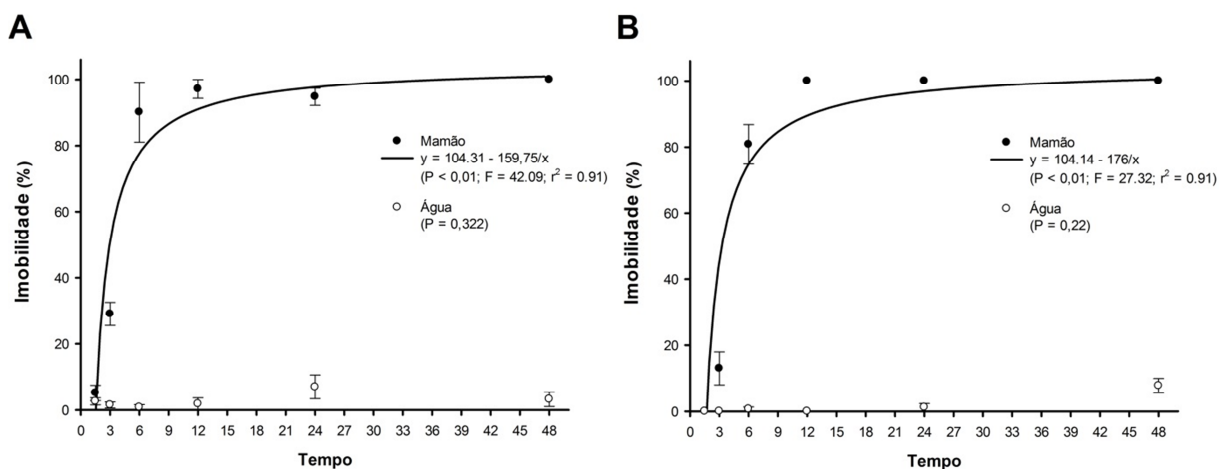 A
Imobilidade (%)
100
80
60
40
20
0
Mamão
y = 104.31 - 159,75/x
(P < 0,01; F = 42.09; r² = 0.91)
Água
(P = 0,322)
0 3 6 9 12 15 18 21 24 27 30 33 36 39 42 45 48
Tempo
B
Imobilidade (%)
100
80
60
40
20
0
Mamão
y = 104.14 - 176/x
(P < 0,01; F = 27.32; r² = 0.91)
Água
(P = 0,22)
0 3 6 9 12 15 18 21 24 27 30 33 36 39 42 45 48
Tempo